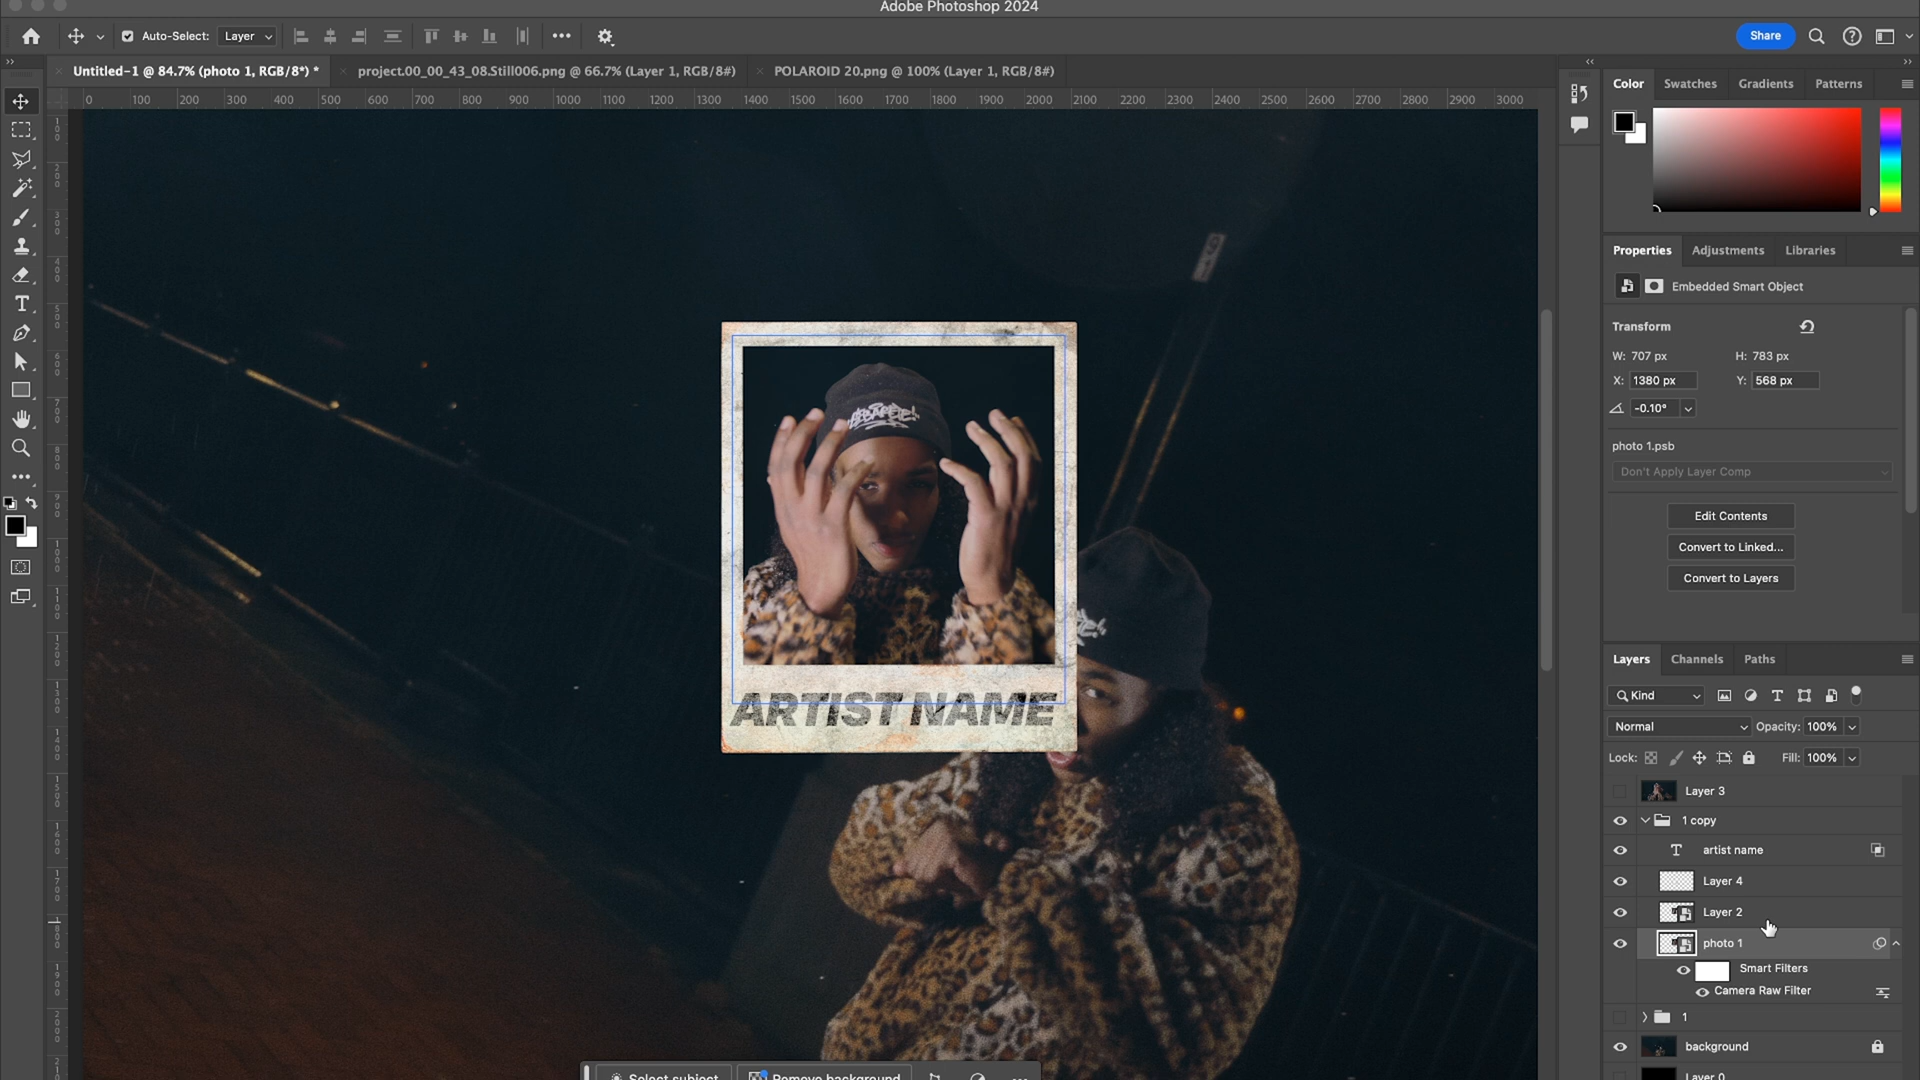 Adobe Photoshop 2024
Auto-Select: Layer
Share
Untitled-1 @ 84.7% (photo 1, RGB/8*) *
project.00_00_43_08.Still006.png @ 66.7% (Layer 1, RGB/8#)
POLAROID 20.png @ 100% (Layer 1, RGB/8#)
0 100 200 300 400 500 600 700 800 900 1000 1100 1200 1300 1400 1500 1600 1700 1800 1900 2000 2100 2200 2300 2400 2500 2600 2700 2800 2900 3000
Color Swatches Gradients Patterns
Properties Adjustments Libraries
Embedded Smart Object
Transform
W: 707 px H: 783 px
X: 1380 px Y: 568 px
-0.10°
photo 1.psb
Don't Apply Layer Comp
Edit Contents
Convert to Linked...
Convert to Layers
Layers Channels Paths
Kind
Normal Opacity: 100%
Lock: Fill: 100%
Layer 3
1 copy
artist name
Layer 4
Layer 2
photo 1
Smart Filters
Camera Raw Filter
1
background
Layer 0
ARTIST NAME
Select subject Remove background